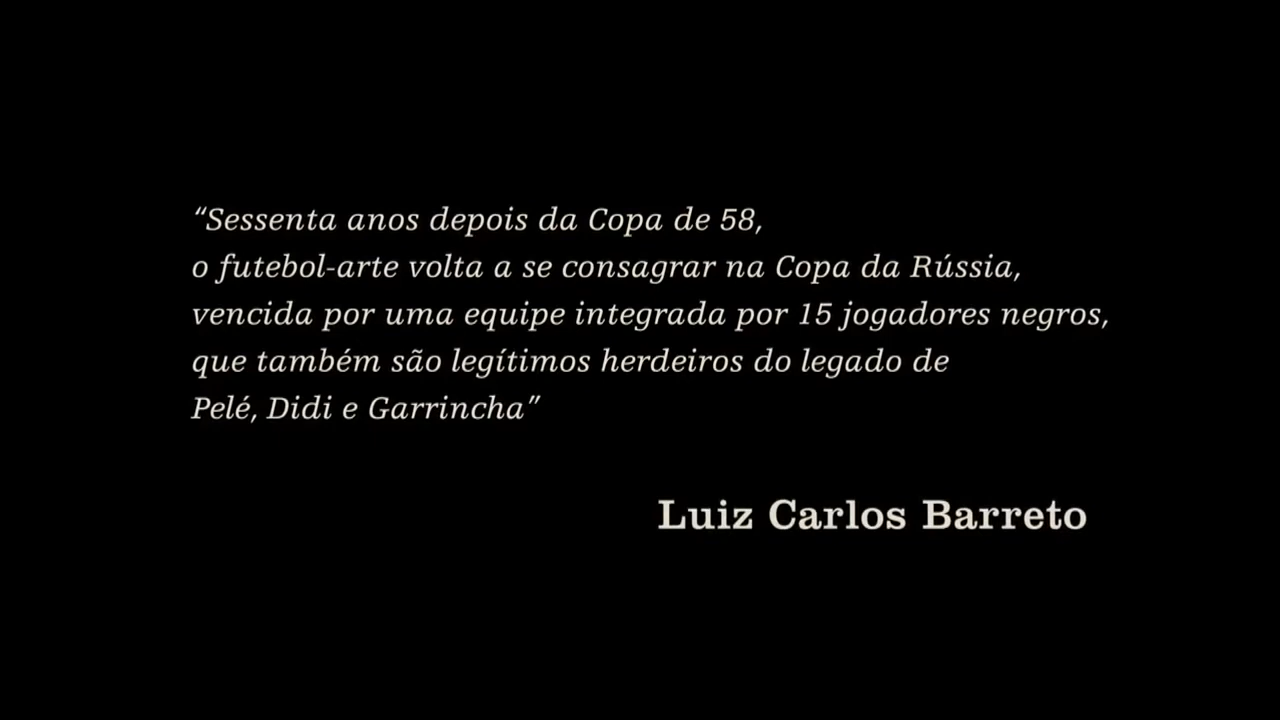 “Sessenta anos depois da Copa de 58,
o futebol-arte volta a se consagrar na Copa da Rússia,
vencida por uma equipe integrada por 15 jogadores negros,
que também são legítimos herdeiros do legado de
Pelé, Didi e Garrincha”
Luiz Carlos Barreto